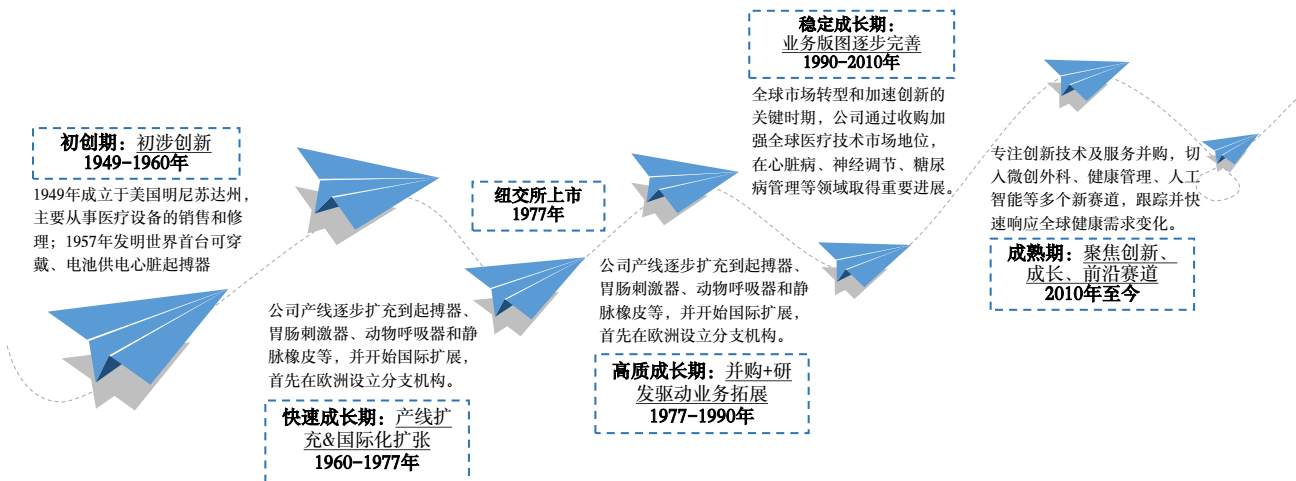 初创期：初涉创新
1949-1960年
1949年成立于美国明尼苏达州，
主要从事医疗设备的销售和修
理；1957年发明世界首台可穿
戴、电池供电心脏起搏器
公司产线逐步扩充到起搏器、
胃肠刺激器、动物呼吸器和静
脉橡皮等，并开始国际扩展，
首先在欧洲设立分支机构。
快速成长期：产线扩
充&国际化扩张
1960-1977年
纽交所上市
1977年
公司产线逐步扩充到起搏器、
胃肠刺激器、动物呼吸器和静
脉橡皮等，并开始国际扩展，
首先在欧洲设立分支机构。
高质成长期：并购+研
发驱动业务拓展
1977-1990年
稳定成长期：
业务版图逐步完善
1990-2010年
全球市场转型和加速创新的
关键时期，公司通过收购加
强全球医疗技术市场地位，
在心脏病、神经调节、糖尿
病管理等领域取得重要进展。
专注创新技术及服务并购，切
入微创外科、健康管理、人工
智能等多个新赛道，跟踪并快
速响应全球健康需求变化。
成熟期：聚焦创新、
成长、前沿赛道
2010年至今